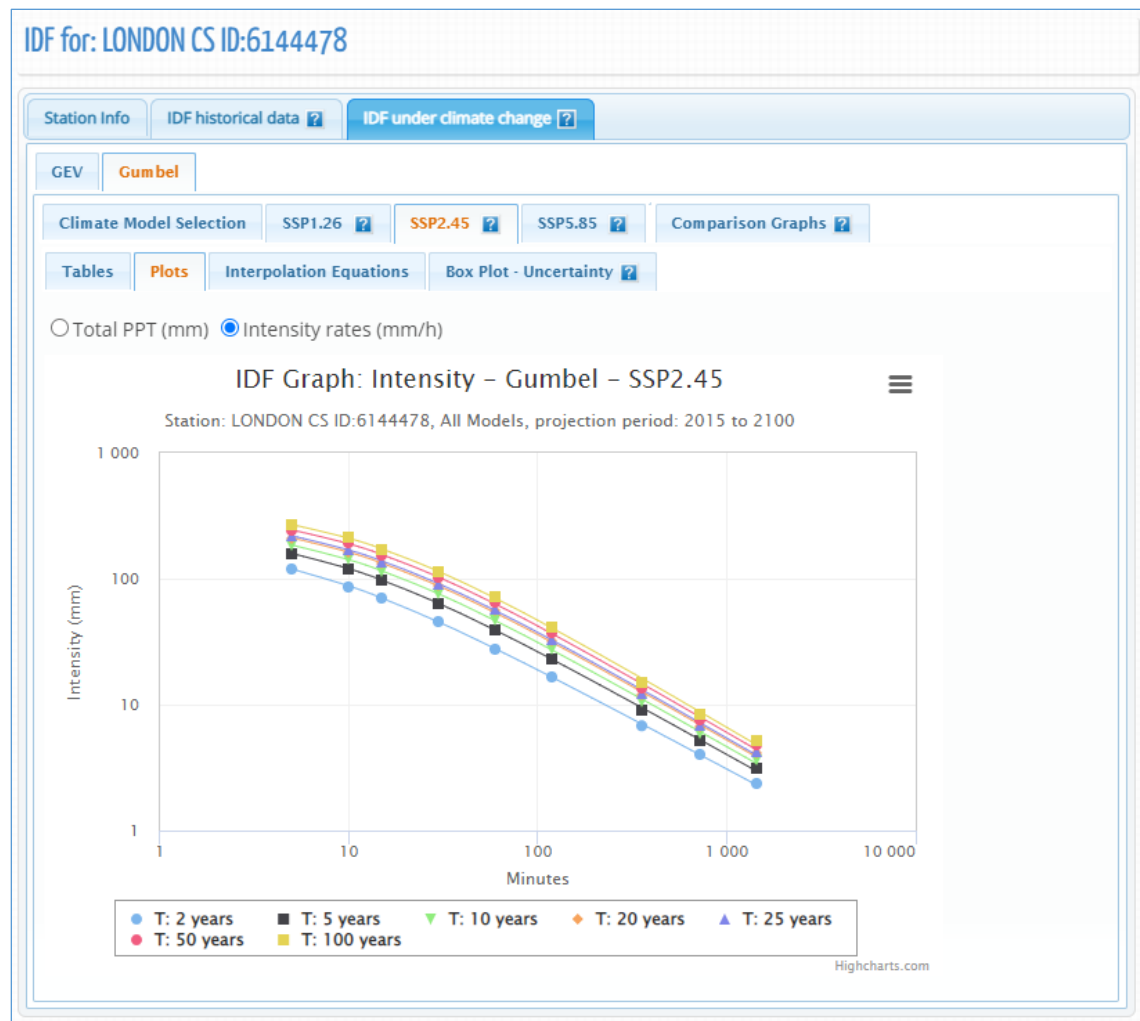 IDF for: LONDON CS ID:6144478
Station Info IDF historical data ? IDF under climate change ?
GEV Gumbel
Climate Model Selection SSP1.26 ? SSP2.45 ? SSP5.85 ? Comparison Graphs ?
Tables Plots Interpolation Equations Box Plot - Uncertainty ?
Total PPT (mm) Intensity rates (mm/h)
IDF Graph: Intensity – Gumbel – SSP2.45
Station: LONDON CS ID:6144478, All Models, projection period: 2015 to 2100
1 000
100
10
1
Intensity (mm)
1 10 100 1 000 10 000
Minutes
T: 2 years T: 5 years T: 10 years T: 20 years T: 25 years
T: 50 years T: 100 years
Highcharts.com